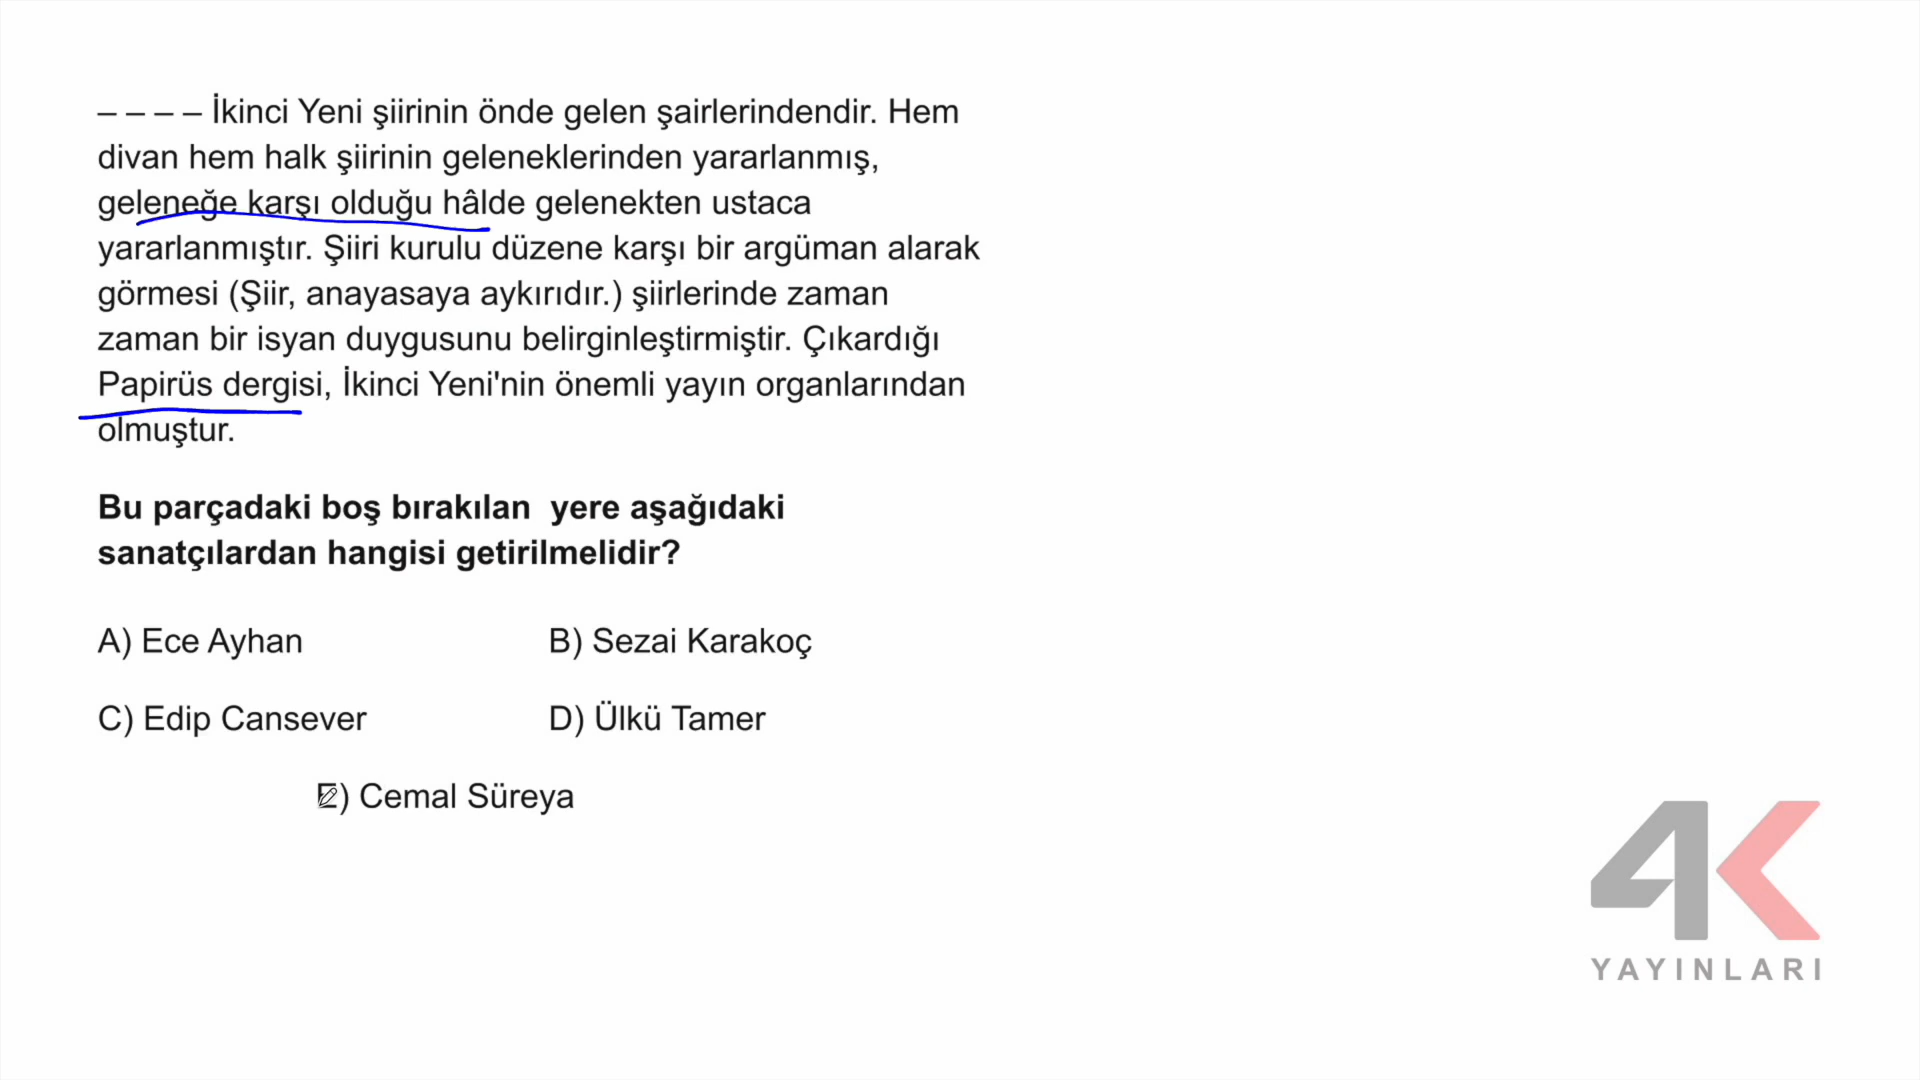 – – – – İkinci Yeni şiirinin önde gelen şairlerindendir. Hem
divan hem halk şiirinin geleneklerinden yararlanmış,
geleneğe karşı olduğu hâlde gelenekten ustaca
yararlanmıştır. Şiiri kurulu düzene karşı bir argüman alarak
görmesi (Şiir, anayasaya aykırıdır.) şiirlerinde zaman
zaman bir isyan duygusunu belirginleştirmiştir. Çıkardığı
Papirüs dergisi, İkinci Yeni'nin önemli yayın organlarından
olmuştur.
Bu parçadaki boş bırakılan yere aşağıdaki
sanatçılardan hangisi getirilmelidir?
A) Ece Ayhan B) Sezai Karakoç
C) Edip Cansever D) Ülkü Tamer
E) Cemal Süreya
4K
YAYINLARI